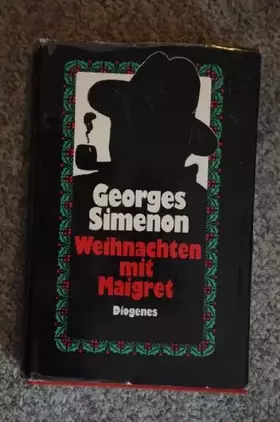 Georges
Simenon
Weihnachten
mit
Maigret
Diogenes